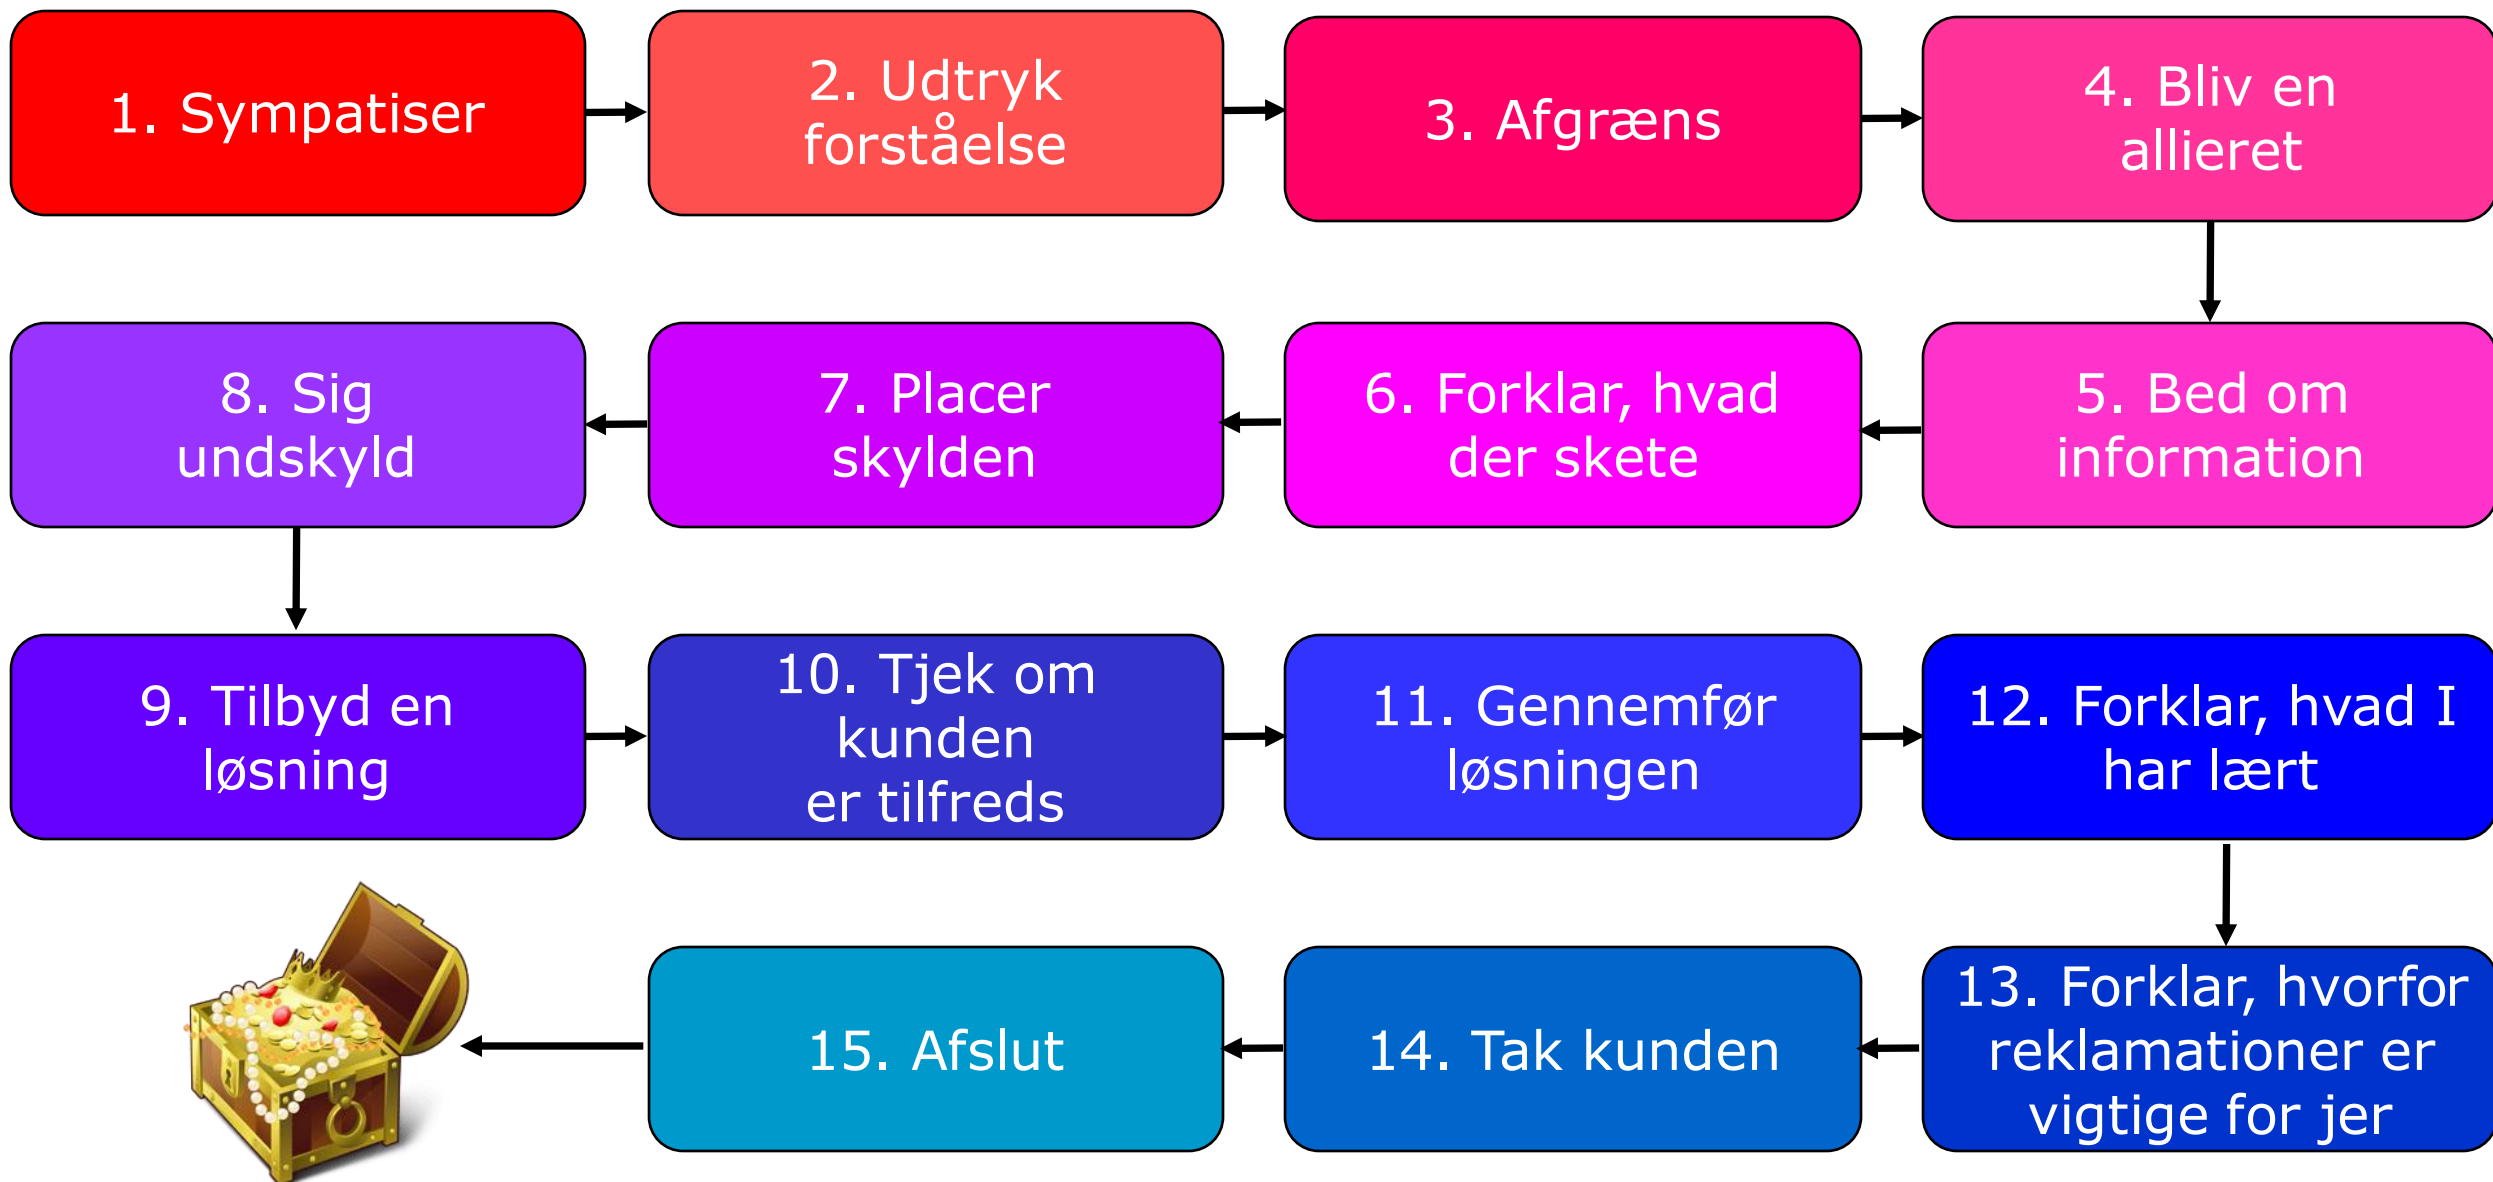 1. Sympatiser
2. Udtryk
forståelse
3. Afgræns
4. Bliv en
allieret
5. Bed om
information
6. Forklar, hvad
der skete
7. Placer
skylden
8. Sig
undskyld
9. Tilbyd en
løsning
10. Tjek om
kunden
er tilfreds
11. Gennemfør
løsningen
12. Forklar, hvad I
har lært
13. Forklar, hvorfor
reklamationer er
vigtige for jer
14. Tak kunden
15. Afslut